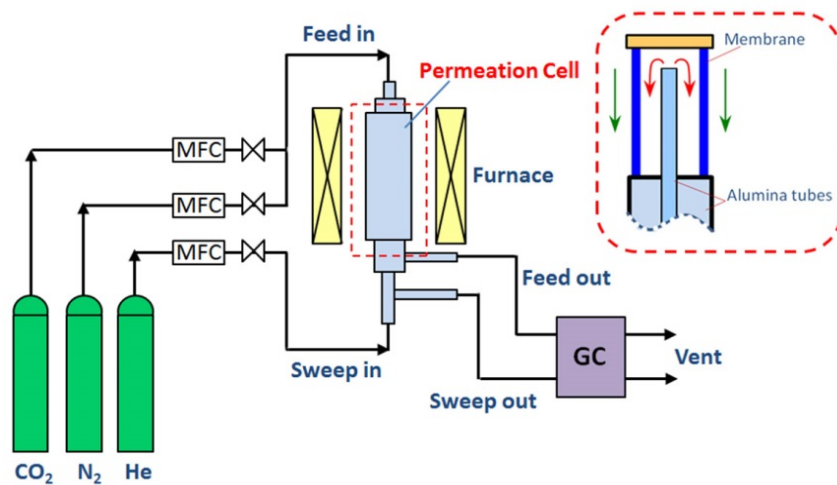 Feed in
Permeation Cell
Membrane
MFC
Furnace
Alumina tubes
MFC
MFC
Feed out
GC
Vent
Sweep in
Sweep out
CO₂
N₂
He